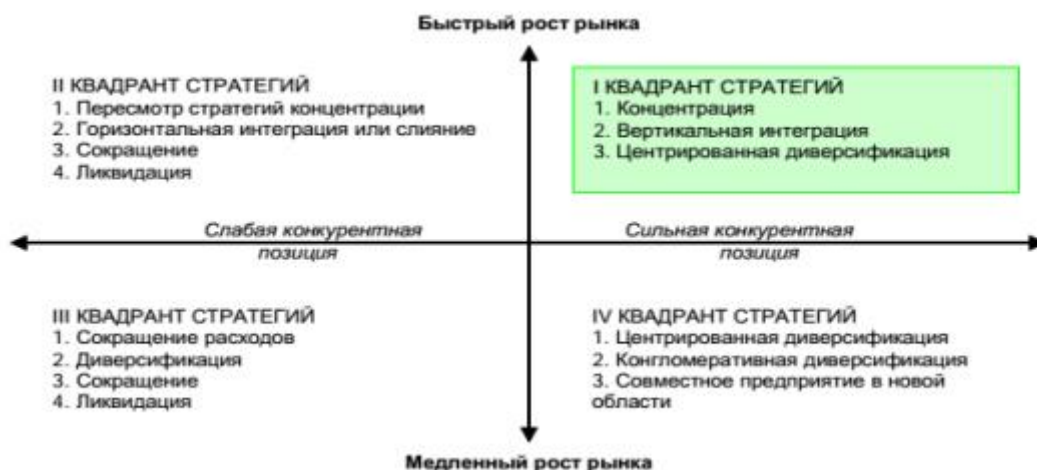 Быстрый рост рынка
II КВАДРАНТ СТРАТЕГИЙ
1. Пересмотр стратегий концентрации
2. Горизонтальная интеграция или слияние
3. Сокращение
4. Ликвидация
I КВАДРАНТ СТРАТЕГИЙ
1. Концентрация
2. Вертикальная интеграция
3. Центрированная диверсификация
Слабая конкурентная
позиция
Сильная конкурентная
позиция
III КВАДРАНТ СТРАТЕГИЙ
1. Сокращение расходов
2. Диверсификация
3. Сокращение
4. Ликвидация
IV КВАДРАНТ СТРАТЕГИЙ
1. Центрированная диверсификация
2. Конгломеративная диверсификация
3. Совместное предприятие в новой
области
Медленный рост рынка